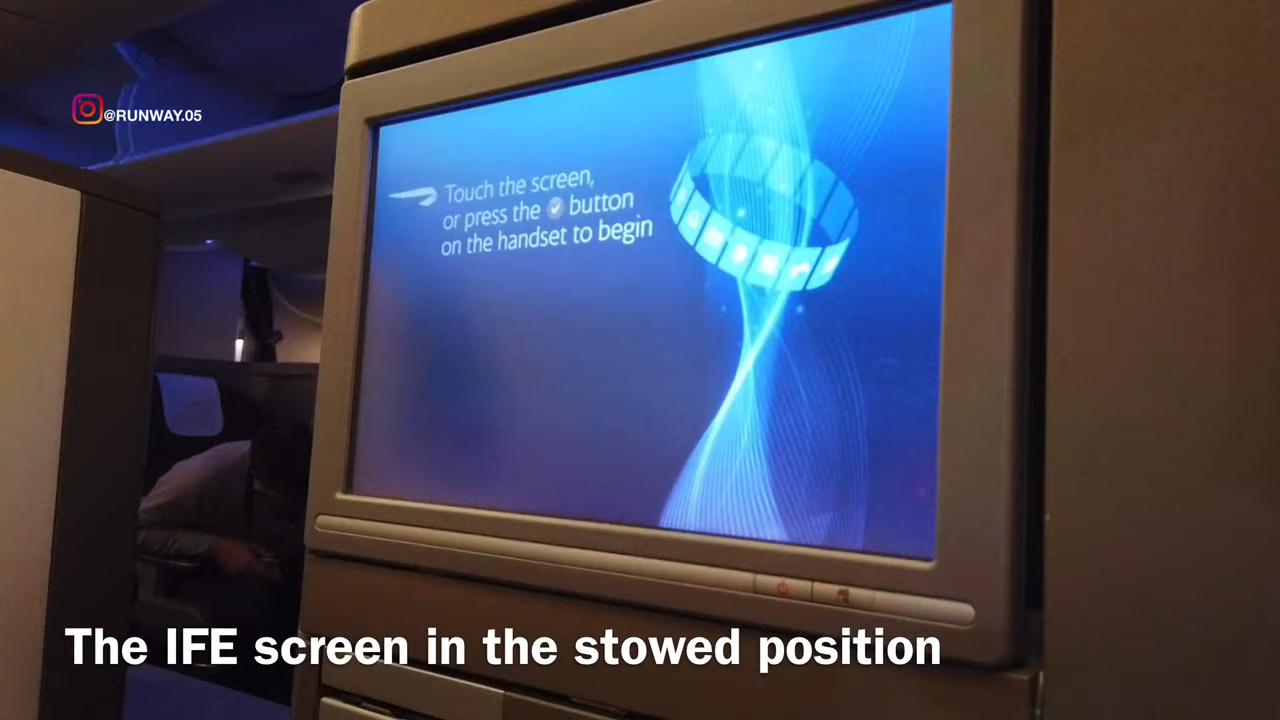 @RUNWAY.05
Touch the screen,
or press the button
on the handset to begin
The IFE screen in the stowed position